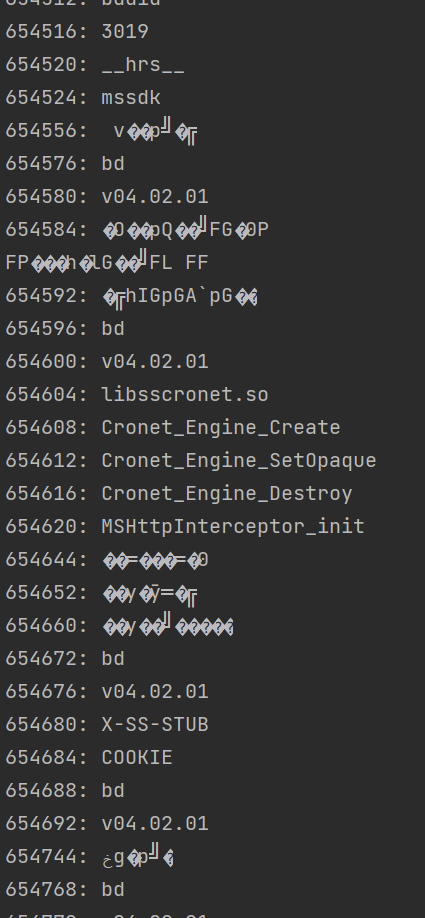 654516: 3019
654520: __hrs__
654524: mssdk
654556: v��p╝�╔
654576: bd
654580: v04.02.01
654584: �O��pQ��╝FG�0P
FP���h�lG��╝FL FF
654592: �╔hIGpGA`pG��
654596: bd
654600: v04.02.01
654604: libsscronet.so
654608: Cronet_Engine_Create
654612: Cronet_Engine_SetOpaque
654616: Cronet_Engine_Destroy
654620: MSHttpInterceptor_init
654644: ��=���=�0
654652: ��y�ȳ=�╔
654660: ��y��╝�����
654672: bd
654676: v04.02.01
654680: X-SS-STUB
654684: COOKIE
654688: bd
654692: v04.02.01
654744: خg�p╝�
654768: bd